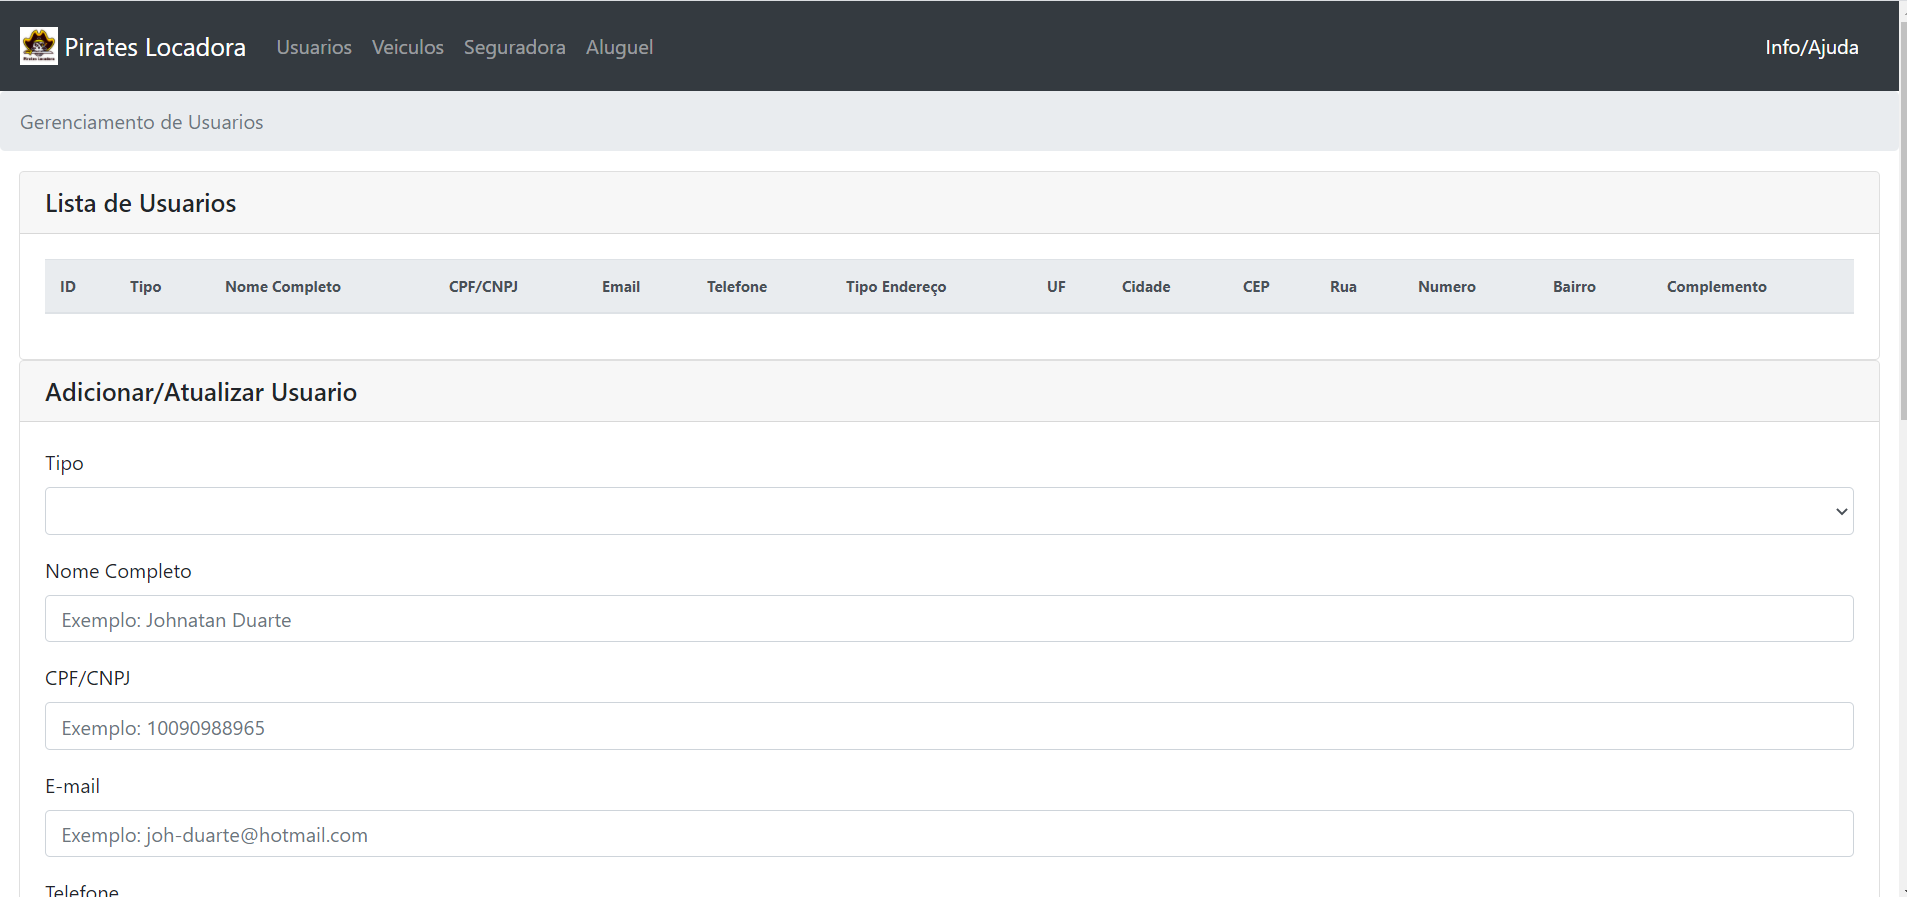 Pirates Locadora Usuarios Veiculos Seguradora Aluguel Info/Ajuda
Gerenciamento de Usuarios
Lista de Usuarios
ID Tipo Nome Completo CPF/CNPJ Email Telefone Tipo Endereço UF Cidade CEP Rua Numero Bairro Complemento
Adicionar/Atualizar Usuario
Tipo
Nome Completo
Exemplo: Johnatan Duarte
CPF/CNPJ
Exemplo: 10090988965
E-mail
Exemplo: joh-duarte@hotmail.com
Telefone